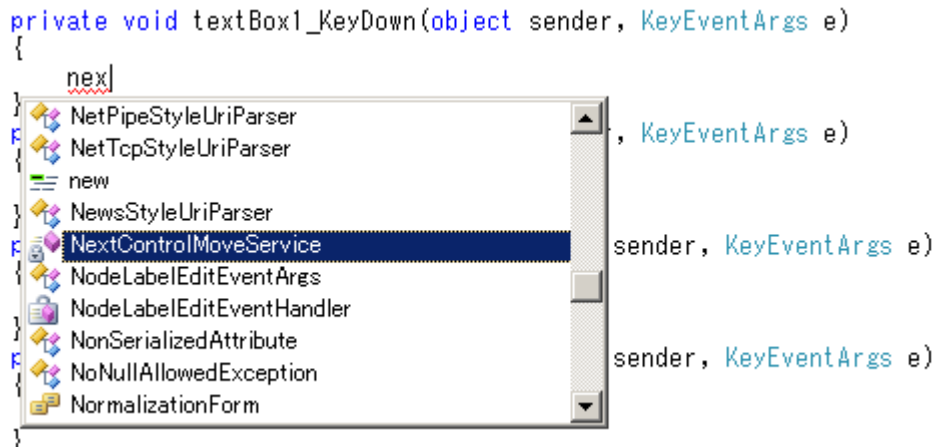 private void textBox1_KeyDown(object sender, KeyEventArgs e)
{
nex
}
NetPipeStyleUriParser
, KeyEventArgs e)
NetTcpStyleUriParser
{
new
}
NewsStyleUriParser
NextControlMoveService
sender, KeyEventArgs e)
{
NodeLabelEditEventArgs
NodeLabelEditEventHandler
}
NonSerializedAttribute
NoNullAllowedException
sender, KeyEventArgs e)
{
NormalizationForm
}